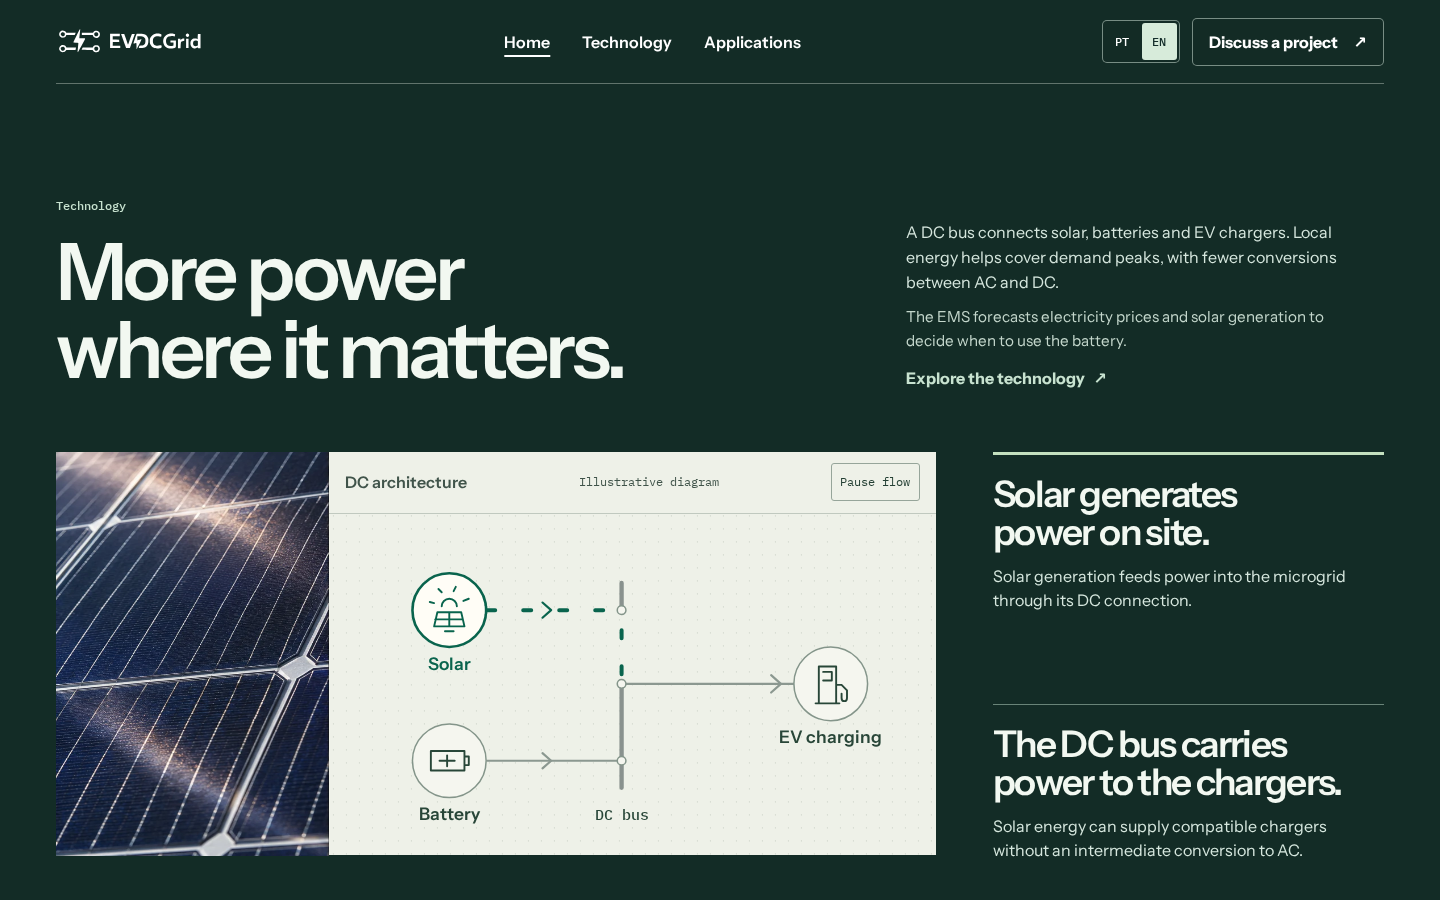 EVDCGrid
Home
Technology
Applications
PT
EN
Discuss a project ↗
Technology
More power
where it matters.
A DC bus connects solar, batteries and EV chargers. Local
energy helps cover demand peaks, with fewer conversions
between AC and DC.
The EMS forecasts electricity prices and solar generation to
decide when to use the battery.
Explore the technology ↗
DC architecture
Illustrative diagram
Pause flow
Solar
EV charging
Battery
DC bus
Solar generates
power on site.
Solar generation feeds power into the microgrid
through its DC connection.
The DC bus carries
power to the chargers.
Solar energy can supply compatible chargers
without an intermediate conversion to AC.